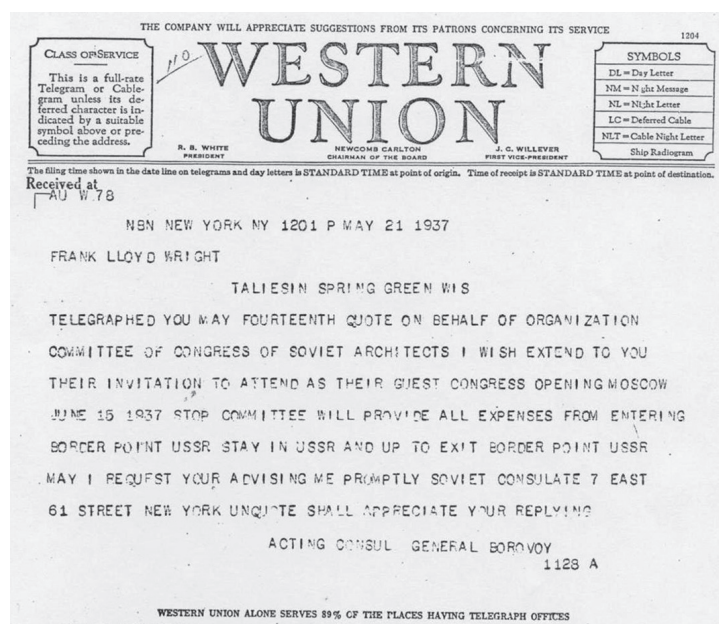 THE COMPANY WILL APPRECIATE SUGGESTIONS FROM ITS PATRONS CONCERNING ITS SERVICE
1204
CLASS OF SERVICE
This is a full-rate
Telegram or Cable-
gram unless its de-
ferred character is in-
dicated by a suitable
symbol above or pre-
ceding the address.
WESTERN
UNION
R. B. WHITE
PRESIDENT
NEWCOMB CARLTON
CHAIRMAN OF THE BOARD
J. C. WILLEVER
FIRST VICE-PRESIDENT
SYMBOLS
DL = Day Letter
NM = Night Message
NL = Night Letter
LC = Deferred Cable
NLT = Cable Night Letter
Ship Radiogram
The filing time shown in the date line on telegrams and day letters is STANDARD TIME at point of origin. Time of receipt is STANDARD TIME at point of destination.
Received at
AU W 78
NBN NEW YORK NY 1201 P MAY 21 1937
FRANK LLOYD WRIGHT
TALIESIN SPRING GREEN WIS
TELEGRAPHED YOU MAY FOURTEENTH QUOTE ON BEHALF OF ORGANIZATION
COMMITTEE OF CONGRESS OF SOVIET ARCHITECTS I WISH EXTEND TO YOU
THEIR INVITATION TO ATTEND AS THEIR GUEST CONGRESS OPENING MOSCOW
JUNE 15 1937 STOP COMMITTEE WILL PROVIDE ALL EXPENSES FROM ENTERING
BORDER POINT USSR STAY IN USSR AND UP TO EXIT BORDER POINT USSR
MAY I REQUEST YOUR ADVISING ME PROMPTLY SOVIET CONSULATE 7 EAST
61 STREET NEW YORK UNQUOTE SHALL APPRECIATE YOUR REPLYING
ACTING CONSUL GENERAL BOROVOY
1128 A
WESTERN UNION ALONE SERVES 89% OF THE PLACES HAVING TELEGRAPH OFFICES